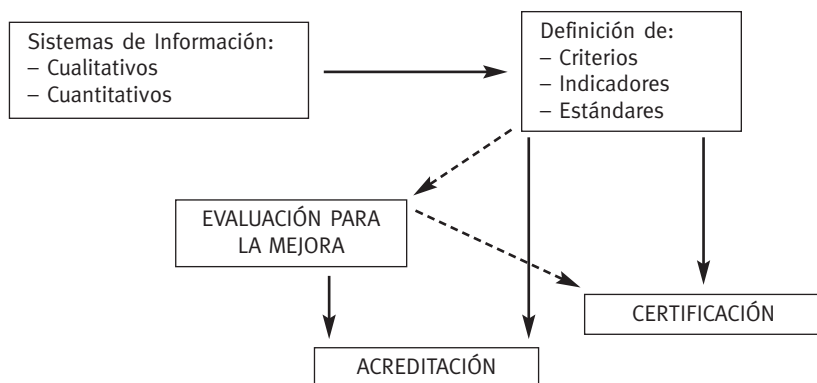 Sistemas de Información:
– Cualitativos
– Cuantitativos
Definición de:
– Criterios
– Indicadores
– Estándares
EVALUACIÓN PARA
LA MEJORA
CERTIFICACIÓN
ACREDITACIÓN